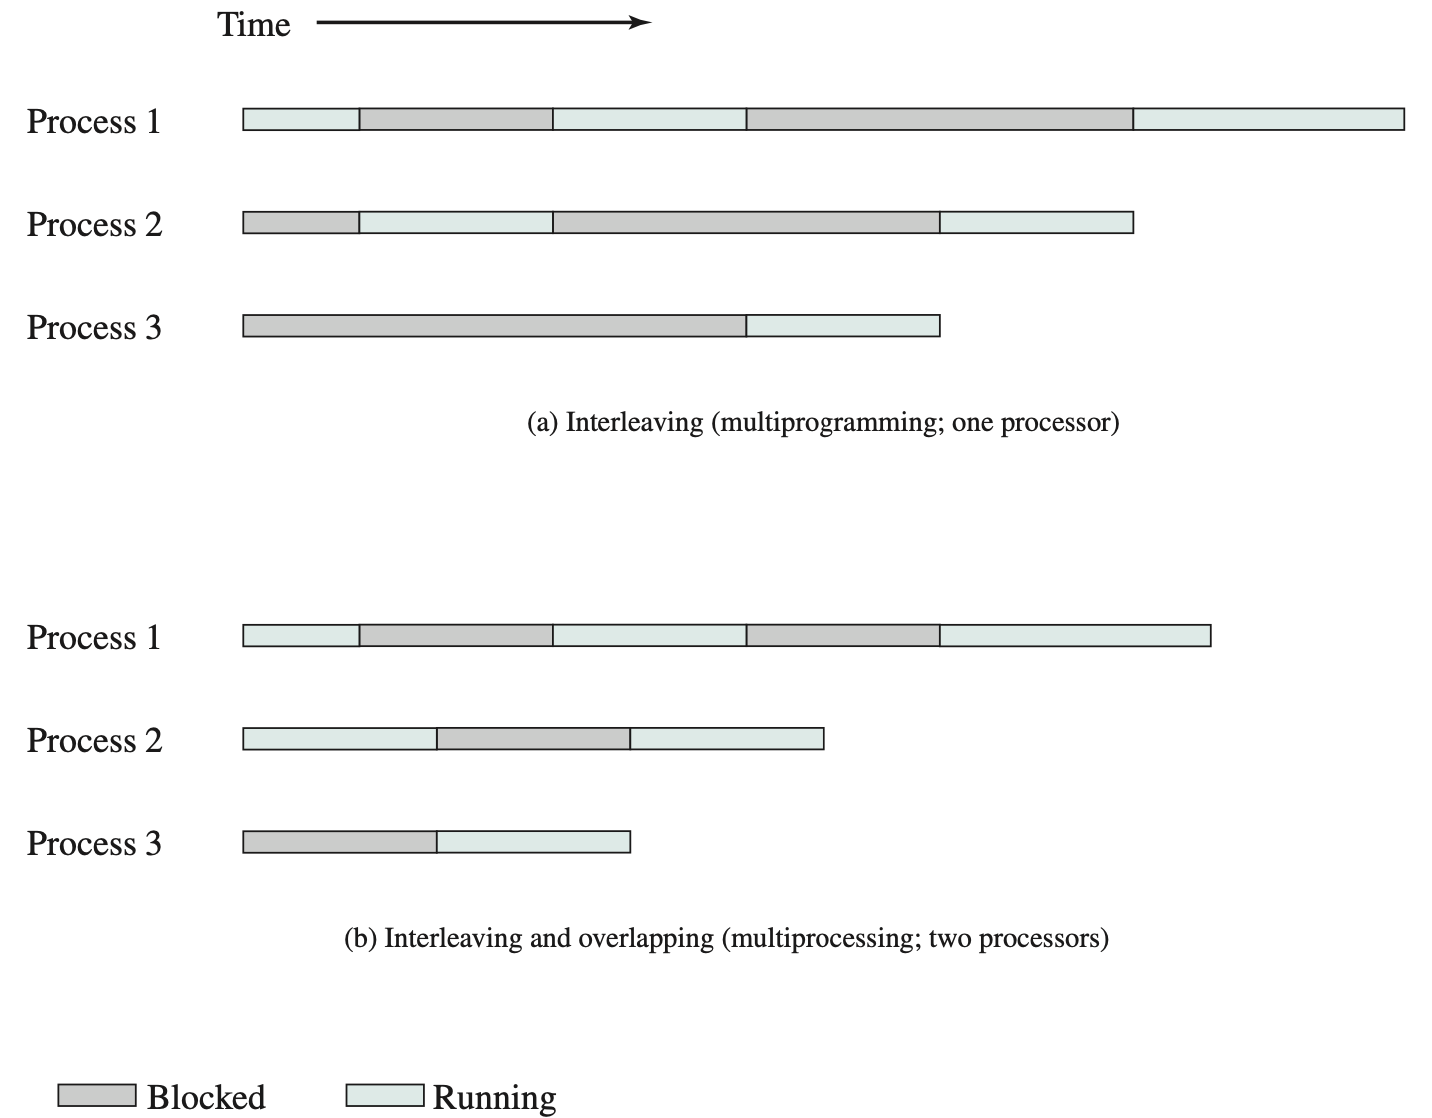 Time
Process 1
Process 2
Process 3
(a) Interleaving (multiprogramming; one processor)
Process 1
Process 2
Process 3
(b) Interleaving and overlapping (multiprocessing; two processors)
Blocked Running